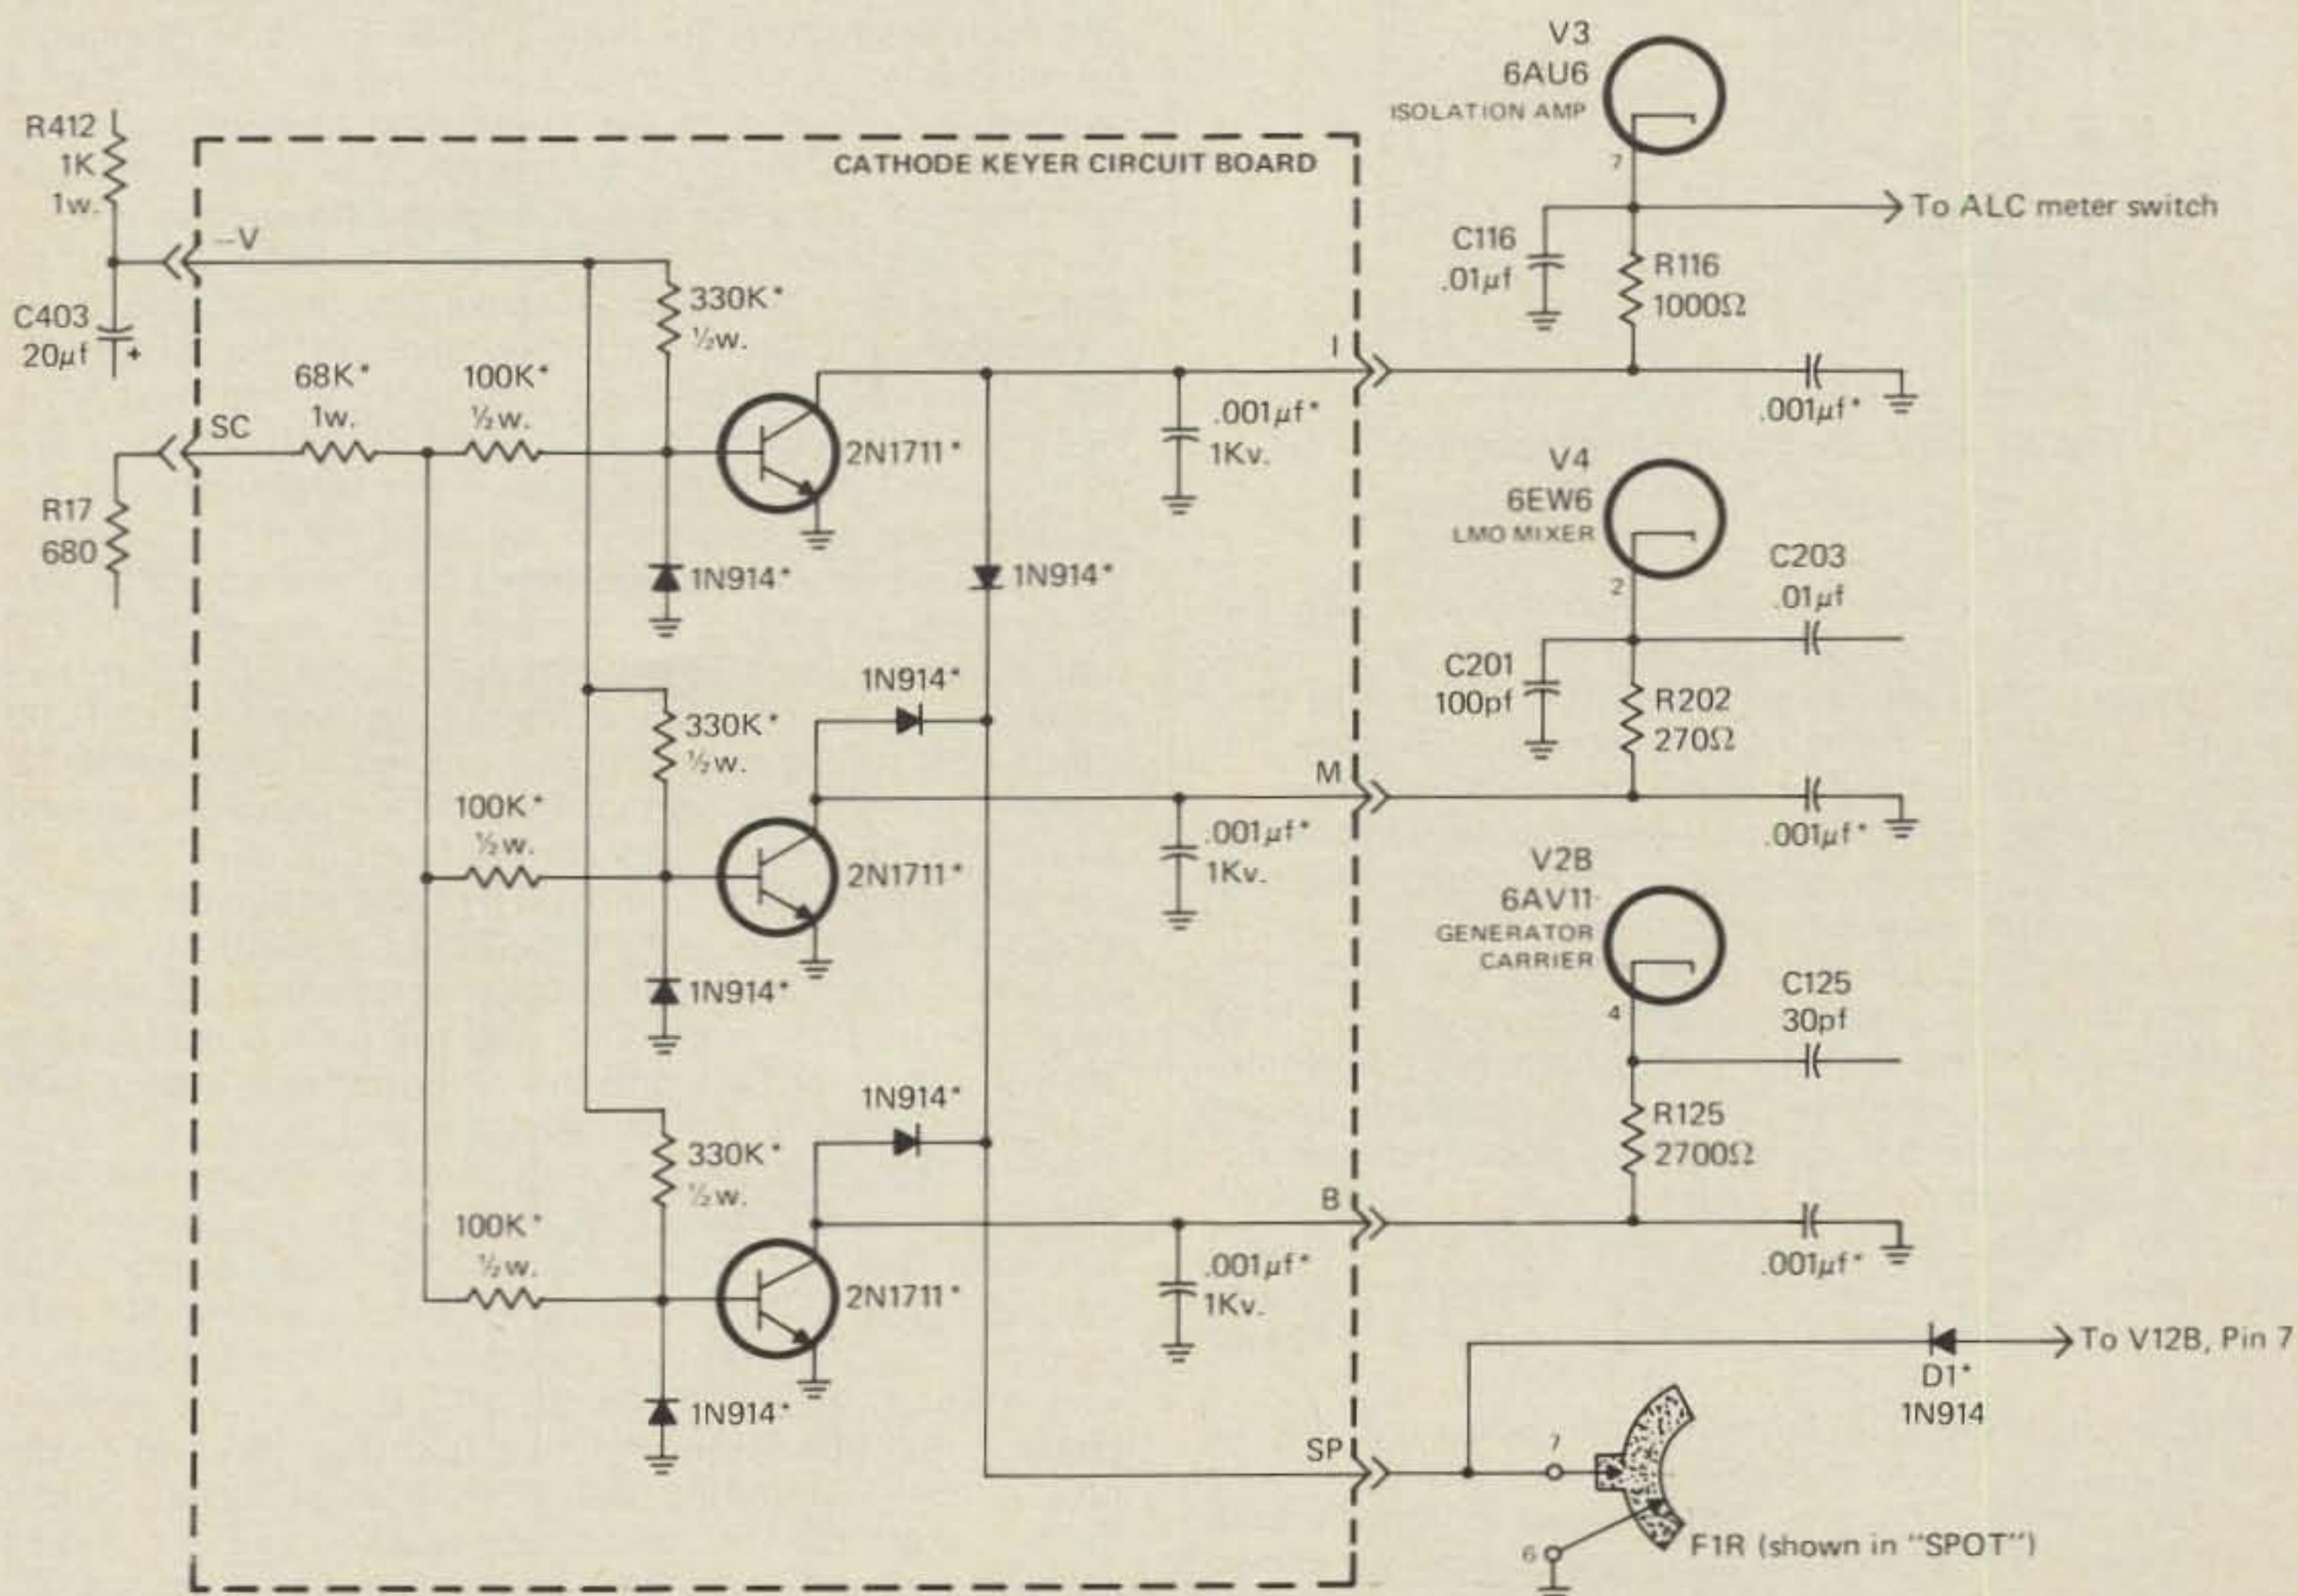 V3
6AU6
ISOLATION AMP
7
To ALC meter switch
R412
1K
1w.
CATHODE KEYER CIRCUIT BOARD
–V
C403
20µf
+
330K*
½w.
C116
.01µf
R116
1000Ω
I
.001µf*
68K*
1w.
100K*
½w.
SC
2N1711*
.001µf*
1Kv.
R17
680
1N914*
1N914*
V4
6EW6
LMO MIXER
2
C203
.01µf
C201
100pf
R202
270Ω
1N914*
330K*
½w.
M
.001µf*
100K*
½w.
2N1711*
.001µf*
1Kv.
1N914*
V2B
6AV11
GENERATOR
CARRIER
4
C125
30pf
1N914*
R125
2700Ω
330K*
½w.
B
.001µf*
100K*
½w.
2N1711*
.001µf*
1Kv.
1N914*
To V12B, Pin 7
D1*
1N914
SP
7
6
F1R (shown in "SPOT")